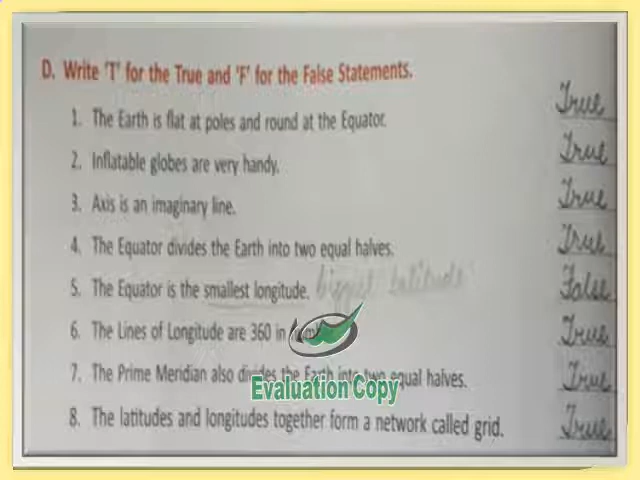 D. Write 'T' for the True and 'F' for the False Statements.
1. The Earth is flat at poles and round at the Equator. True
2. Inflatable globes are very handy. True
3. Axis is an imaginary line. True
4. The Equator divides the Earth into two equal halves. True
5. The Equator is the smallest longitude. biggest latitude False
6. The Lines of Longitude are 360 in True
7. The Prime Meridian also divides the Earth into two equal halves. True
Evaluation Copy
8. The latitudes and longitudes together form a network called grid. True